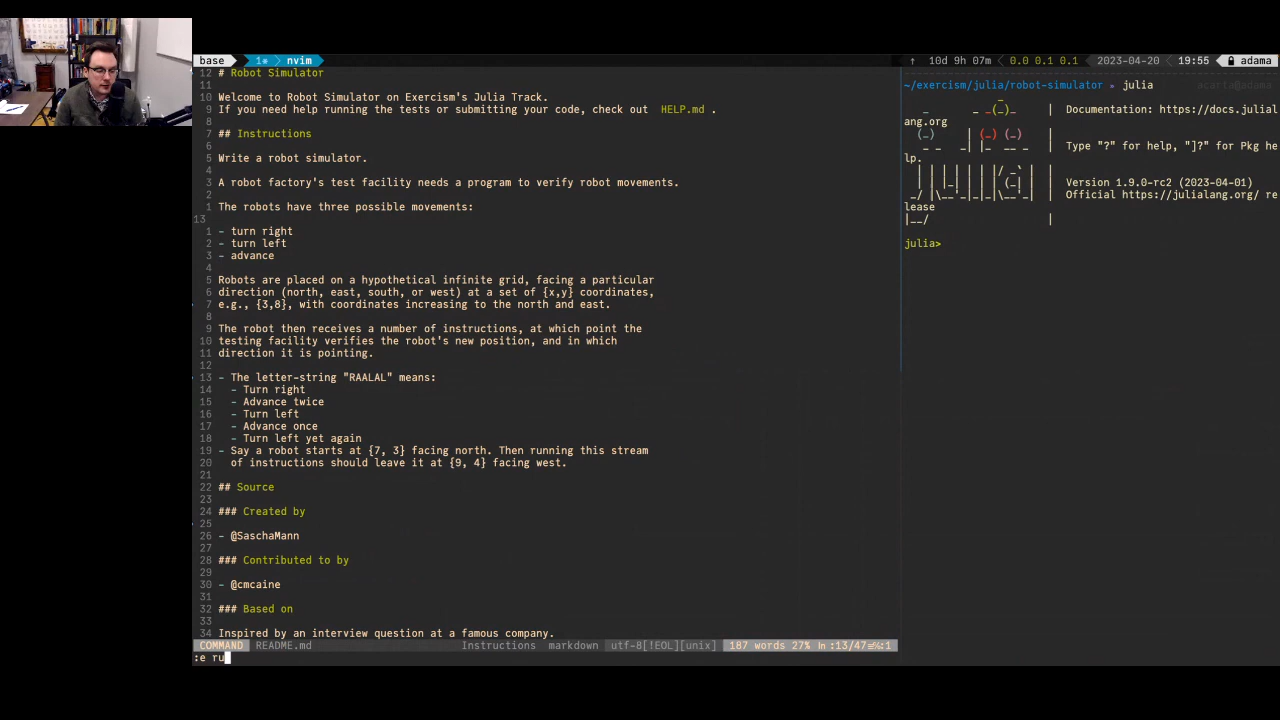 base 1* nvim ↑ 10d 9h 07m 0.0 0.1 0.1 2023-04-20 19:55 adama
12 # Robot Simulator
11
10 Welcome to Robot Simulator on Exercism's Julia Track.
9 If you need help running the tests or submitting your code, check out HELP.md .
8
7 ## Instructions
6
5 Write a robot simulator.
4
3 A robot factory's test facility needs a program to verify robot movements.
2
1 The robots have three possible movements:
13
1 - turn right
2 - turn left
3 - advance
4
5 Robots are placed on a hypothetical infinite grid, facing a particular
6 direction (north, east, south, or west) at a set of {x,y} coordinates,
7 e.g., {3,8}, with coordinates increasing to the north and east.
8
9 The robot then receives a number of instructions, at which point the
10 testing facility verifies the robot's new position, and in which
11 direction it is pointing.
12
13 - The letter-string "RAALAL" means:
14 - Turn right
15 - Advance twice
16 - Turn left
17 - Advance once
18 - Turn left yet again
19 - Say a robot starts at {7, 3} facing north. Then running this stream
20 of instructions should leave it at {9, 4} facing west.
21
22 ## Source
23
24 ### Created by
25
26 - @SaschaMann
27
28 ### Contributed to by
29
30 - @cmcaine
31
32 ### Based on
33
34 Inspired by an interview question at a famous company.
COMMAND README.md Instructions markdown utf-8[!EOL][unix] 187 words 27% ln :13/47≡%:1
:e ru
~/exercism/julia/robot-simulator julia acarta@adama
Documentation: https://docs.julial
ang.org
Type "?" for help, "]?" for Pkg he
lp.
Version 1.9.0-rc2 (2023-04-01)
Official https://julialang.org/ re
lease
julia>